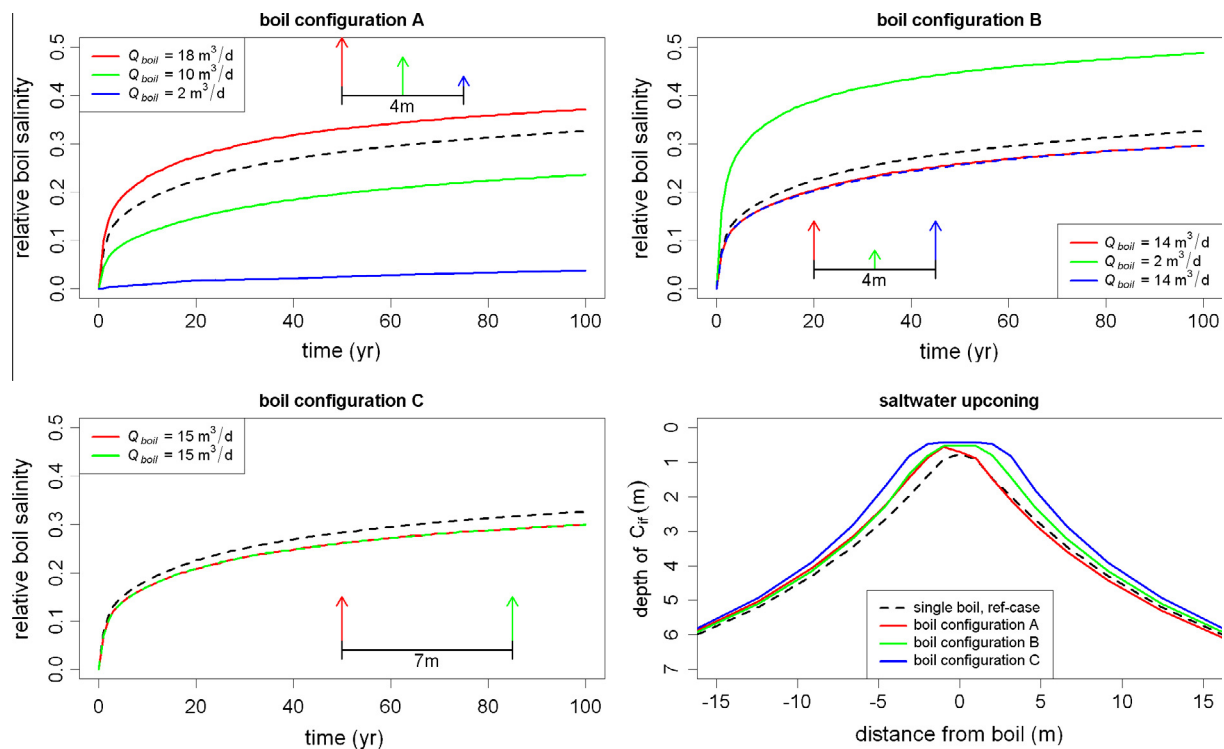 boil configuration A
relative boil salinity
0.5
0.4
0.3
0.2
0.1
0.0
Q boil = 18 m³/d
Q boil = 10 m³/d
Q boil = 2 m³/d
4m
0 20 40 60 80 100
time (yr)
boil configuration B
relative boil salinity
0.5
0.4
0.3
0.2
0.1
0.0
4m
Q boil = 14 m³/d
Q boil = 2 m³/d
Q boil = 14 m³/d
0 20 40 60 80 100
time (yr)
boil configuration C
relative boil salinity
0.5
0.4
0.3
0.2
0.1
0.0
Q boil = 15 m³/d
Q boil = 15 m³/d
7m
0 20 40 60 80 100
time (yr)
saltwater upconing
depth of C if (m)
0
1
2
3
4
5
6
7
single boil, ref-case
boil configuration A
boil configuration B
boil configuration C
-15 -10 -5 0 5 10 15
distance from boil (m)